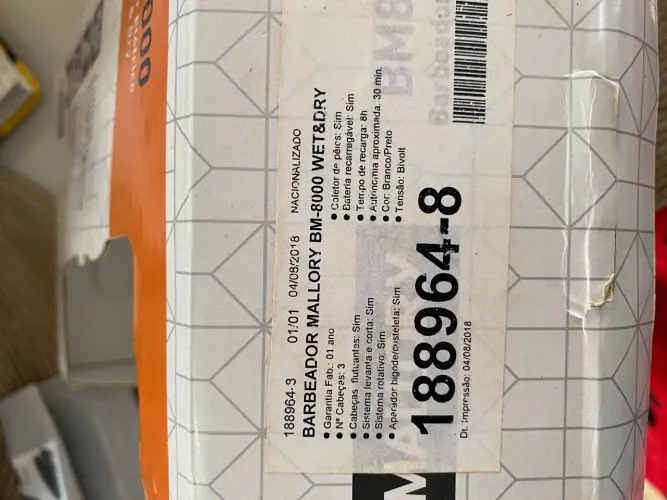 188964-3 01/01 04/08/2018 NACIONALIZADO
BARBEADOR MALLORY BM-8000 WET&DRY
• Garantia Fab.: 01 ano
• Nº Cabeças: 3
• Cabeças flutuantes: Sim
• Sistema levanta e corta: Sim
• Sistema rotativo: Sim
• Aparador bigode/costeleta: Sim
• Coletor de pêlos: Sim
• Bateria recarregável: Sim
• Tempo de recarga: 8h
• Autonomia aproximada: 30 min.
• Cor: Branco/Preto
• Tensão: Bivolt
188964-8
Dt. Impressão: 04/08/2018
BM8
Barbeador
M